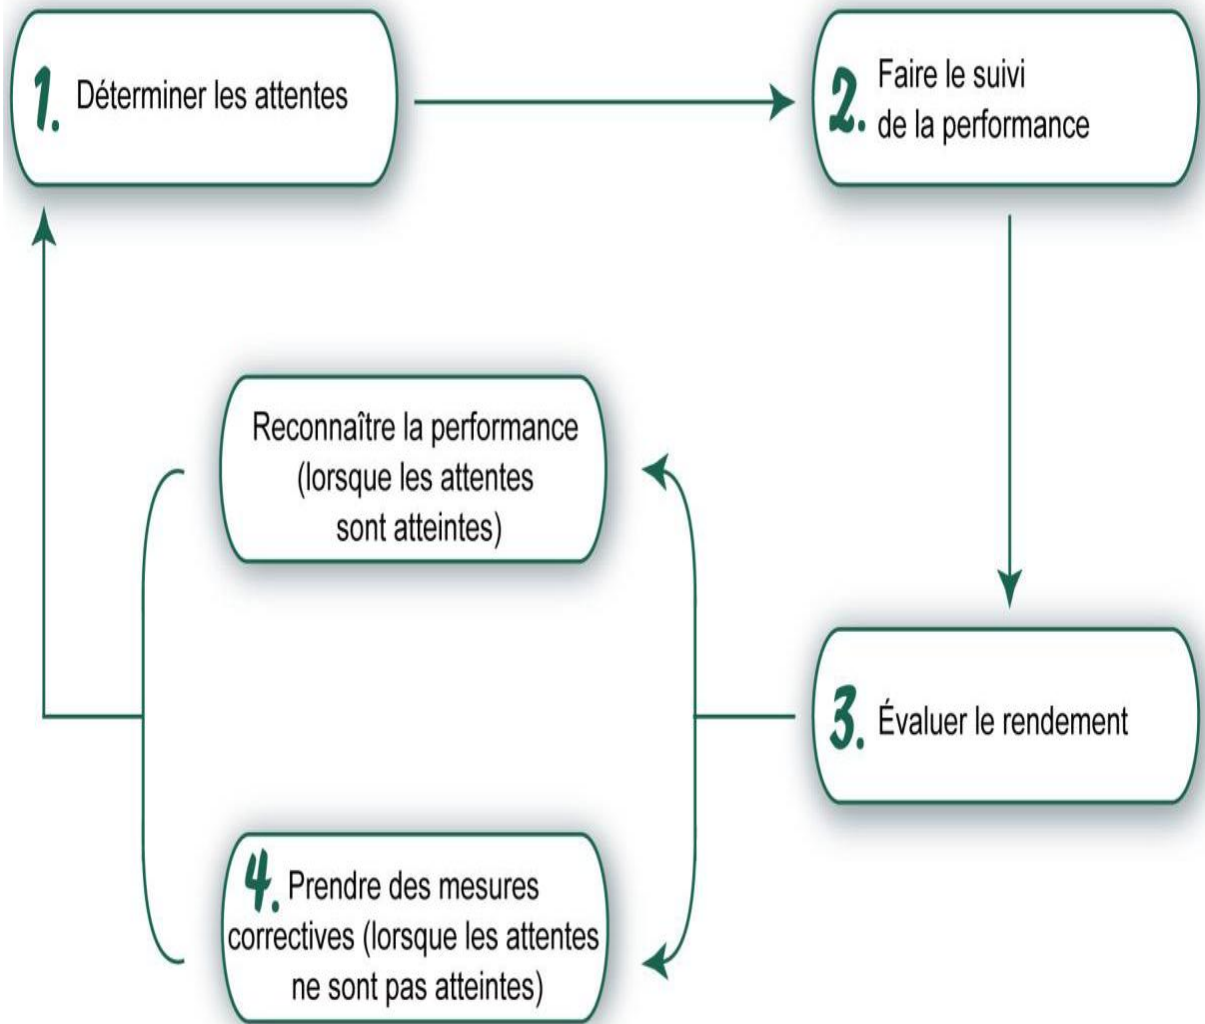 1. Déterminer les attentes
2. Faire le suivi
de la performance
Reconnaître la performance
(lorsque les attentes
sont atteintes)
3. Évaluer le rendement
4. Prendre des mesures
correctives (lorsque les attentes
ne sont pas atteintes)